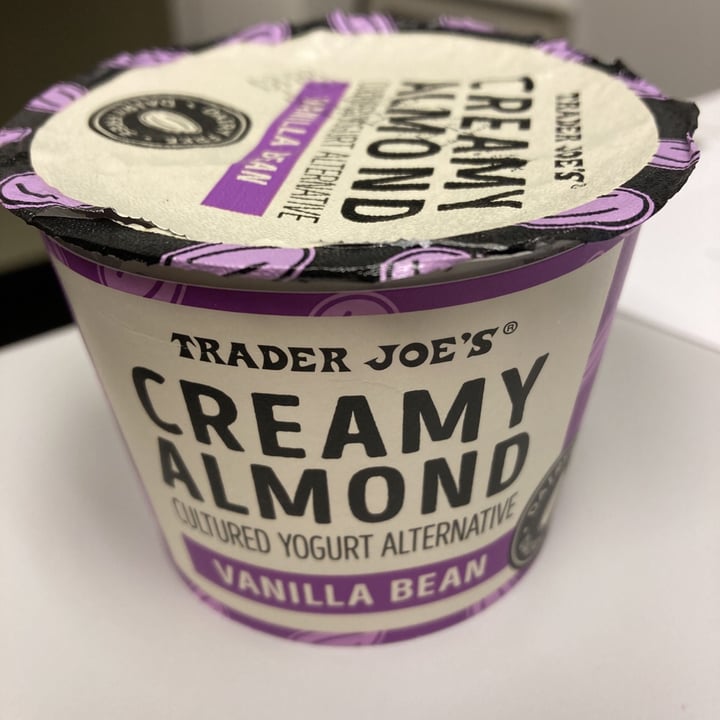 TRADER JOE'S
CREAMY
ALMOND
CULTURED YOGURT ALTERNATIVE
VANILLA BEAN
TRADER JOE'S®
CREAMY
ALMOND
CULTURED YOGURT ALTERNATIVE
VANILLA BEAN